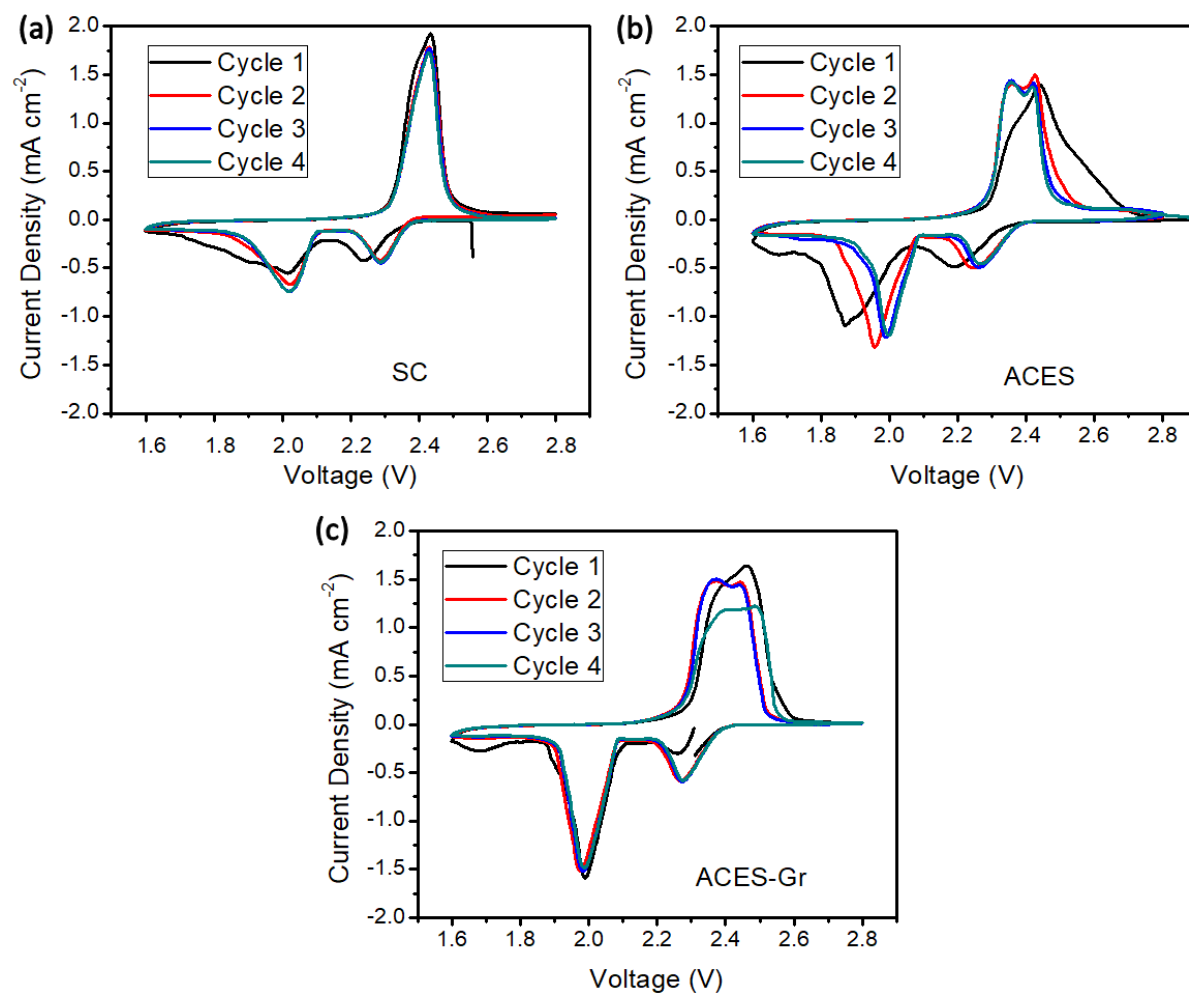 (a)
2.0
1.5
1.0
0.5
0.0
-0.5
-1.0
-1.5
-2.0
Current Density (mA cm-2)
Cycle 1
Cycle 2
Cycle 3
Cycle 4
SC
1.6 1.8 2.0 2.2 2.4 2.6 2.8
Voltage (V)
(b)
2.0
1.5
1.0
0.5
0.0
-0.5
-1.0
-1.5
-2.0
Current Density (mA cm-2)
Cycle 1
Cycle 2
Cycle 3
Cycle 4
ACES
1.6 1.8 2.0 2.2 2.4 2.6 2.8
Voltage (V)
(c)
2.0
1.5
1.0
0.5
0.0
-0.5
-1.0
-1.5
-2.0
Current Density (mA cm-2)
Cycle 1
Cycle 2
Cycle 3
Cycle 4
ACES-Gr
1.6 1.8 2.0 2.2 2.4 2.6 2.8
Voltage (V)